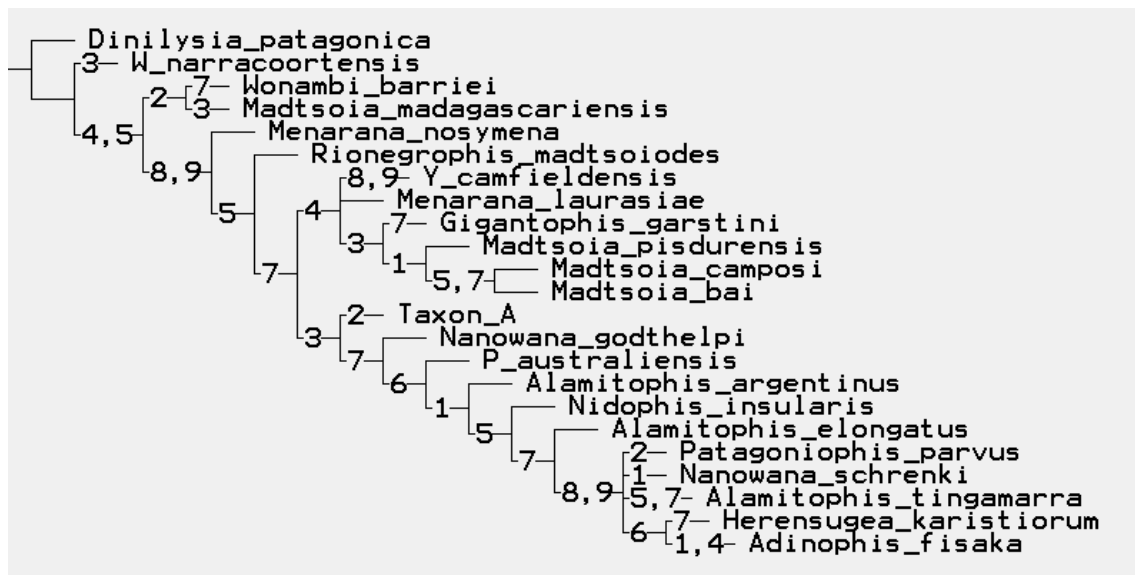 Dinilysia_patagonica
3 W_narracoortensis
7 Wonambi_barriei
2
3 Madtsoia_madagascariensis
4,5
Menarana_nosymena
8,9
Rionegrophis_madtsoiodes
8,9 Y_camfieldensis
Menarana_laurasiae
5 4
7 Gigantophis_garstini
3
Madtsoia_pisdurensis
1
Madtsoia_camposi
7 5,7
Madtsoia_bai
2 Taxon_A
3 Nanowana_godthelpi
7 P_australiensis
6 Alamitophis_argentinus
1 Nidophis_insularis
5 Alamitophis_elongatus
7 2 Patagoniophis_parvus
1 Nanowana_schrenki
8,9 5,7 Alamitophis_tingamarra
7 Herensugea_karistiorum
6
1,4 Adinophis_fisaka